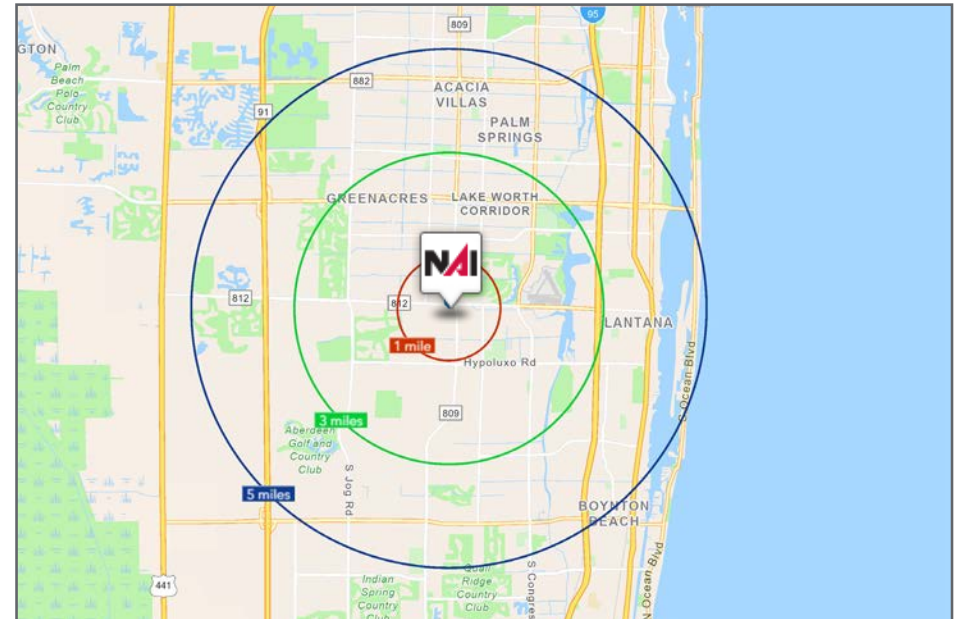 95
809
GTON
Palm
Beach
Polo
Country
Club
882
ACACIA
VILLAS
91
PALM
SPRINGS
GREENACRES
LAKE WORTH
CORRIDOR
NAI
812
812
LANTANA
1 mile
Hypoluxo Rd
S Ocean Blvd
809
3 miles
Aberdeen
Golf and
Country
Club
S Jog Rd
5 miles
BOYNTON
BEACH
N Ocean Blvd
441
Indian
Spring
Country
Club
Quail
Ridge
Country
Club
S Congres